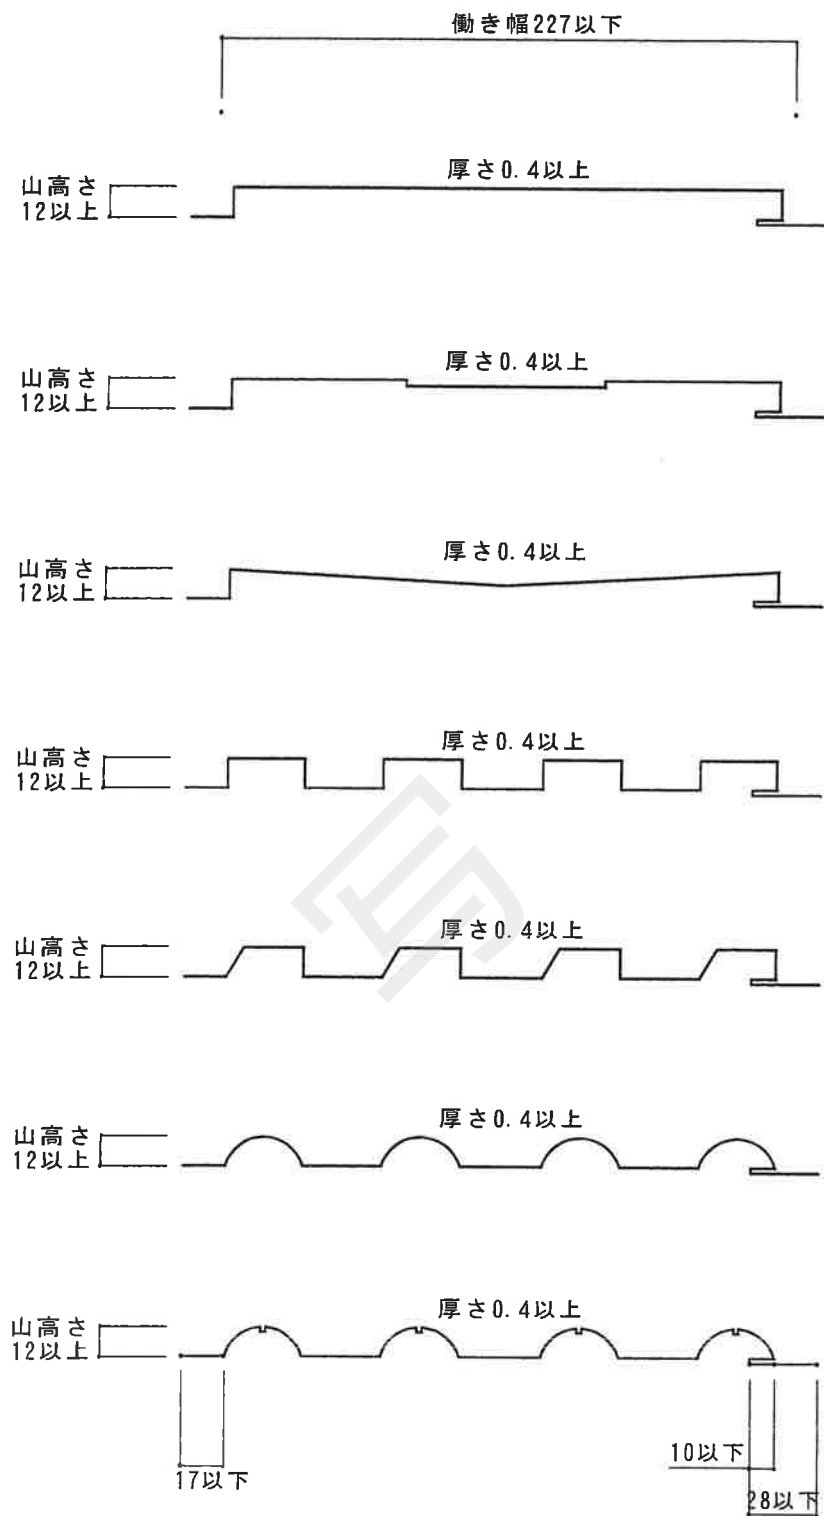 働き幅227以下
厚さ0.4以上
山高さ
12以上
厚さ0.4以上
山高さ
12以上
厚さ0.4以上
山高さ
12以上
厚さ0.4以上
山高さ
12以上
写
厚さ0.4以上
山高さ
12以上
厚さ0.4以上
山高さ
12以上
厚さ0.4以上
山高さ
12以上
10以下
17以下
28以下